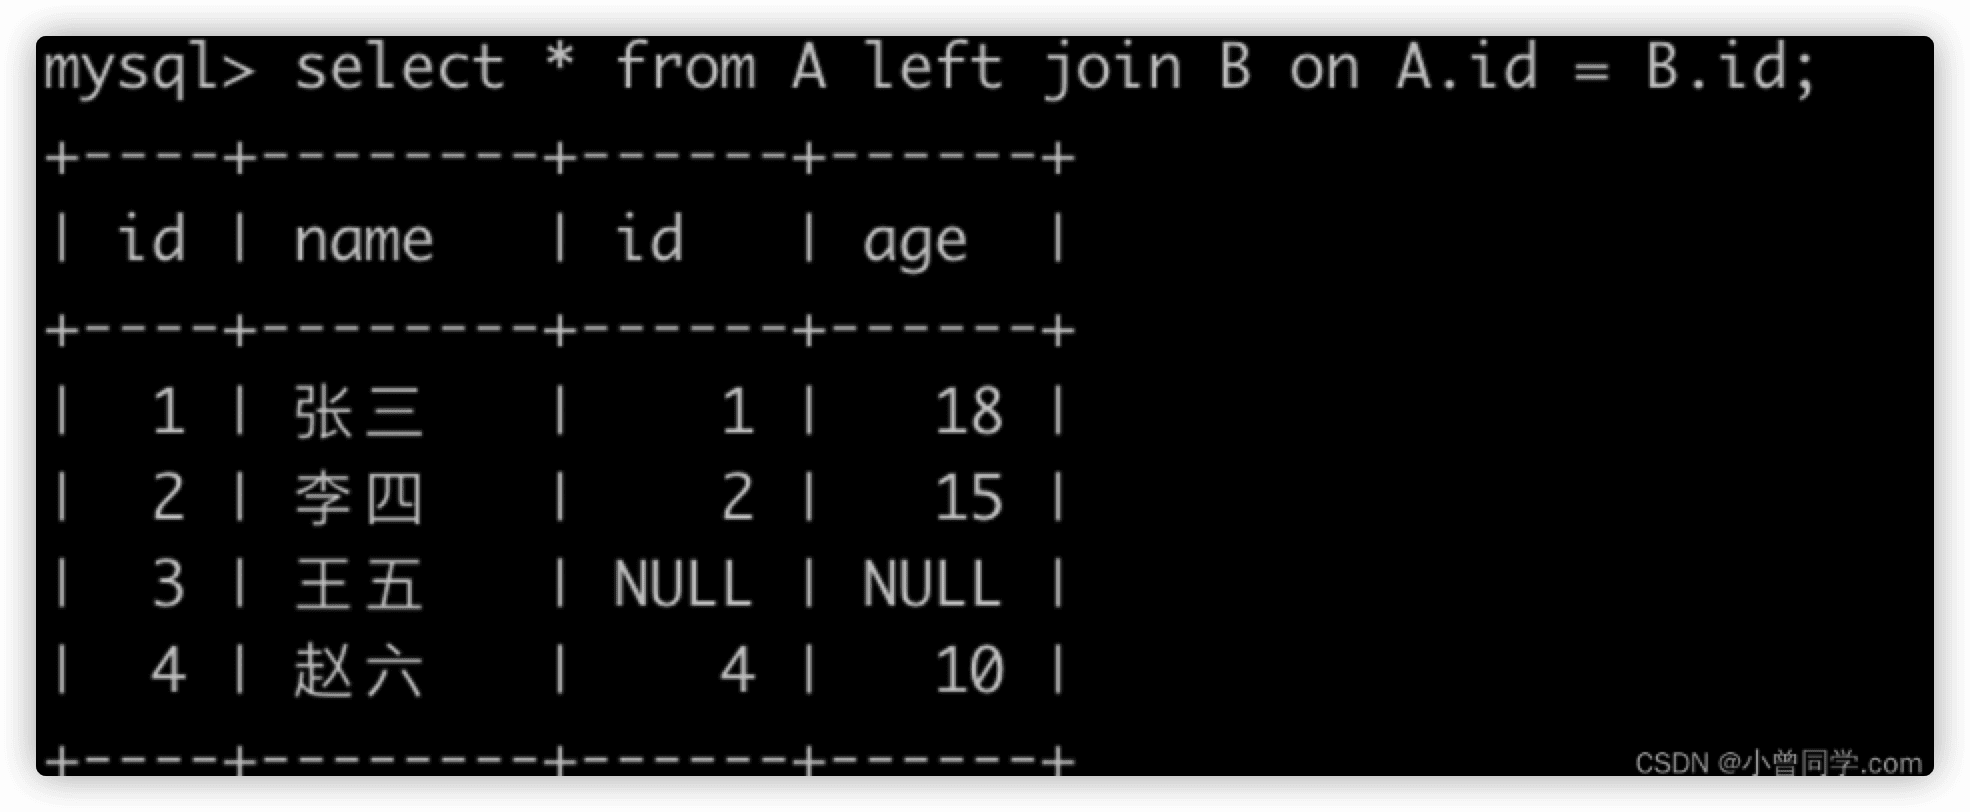 mysql> select * from A left join B on A.id = B.id;
+----+--------+------+------+
| id | name   | id   | age  |
+----+--------+------+------+
|  1 | 张三    |    1 |   18 |
|  2 | 李四    |    2 |   15 |
|  3 | 王五    | NULL | NULL |
|  4 | 赵六    |    4 |   10 |
+----+--------+------+------+
CSDN @小曾同学.com